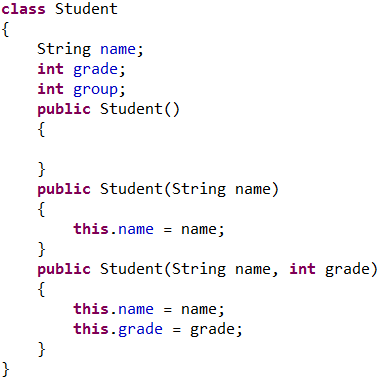 class Student
{
    String name;
    int grade;
    int group;
    public Student()
    {

    }
    public Student(String name)
    {
        this.name = name;
    }
    public Student(String name, int grade)
    {
        this.name = name;
        this.grade = grade;
    }
}